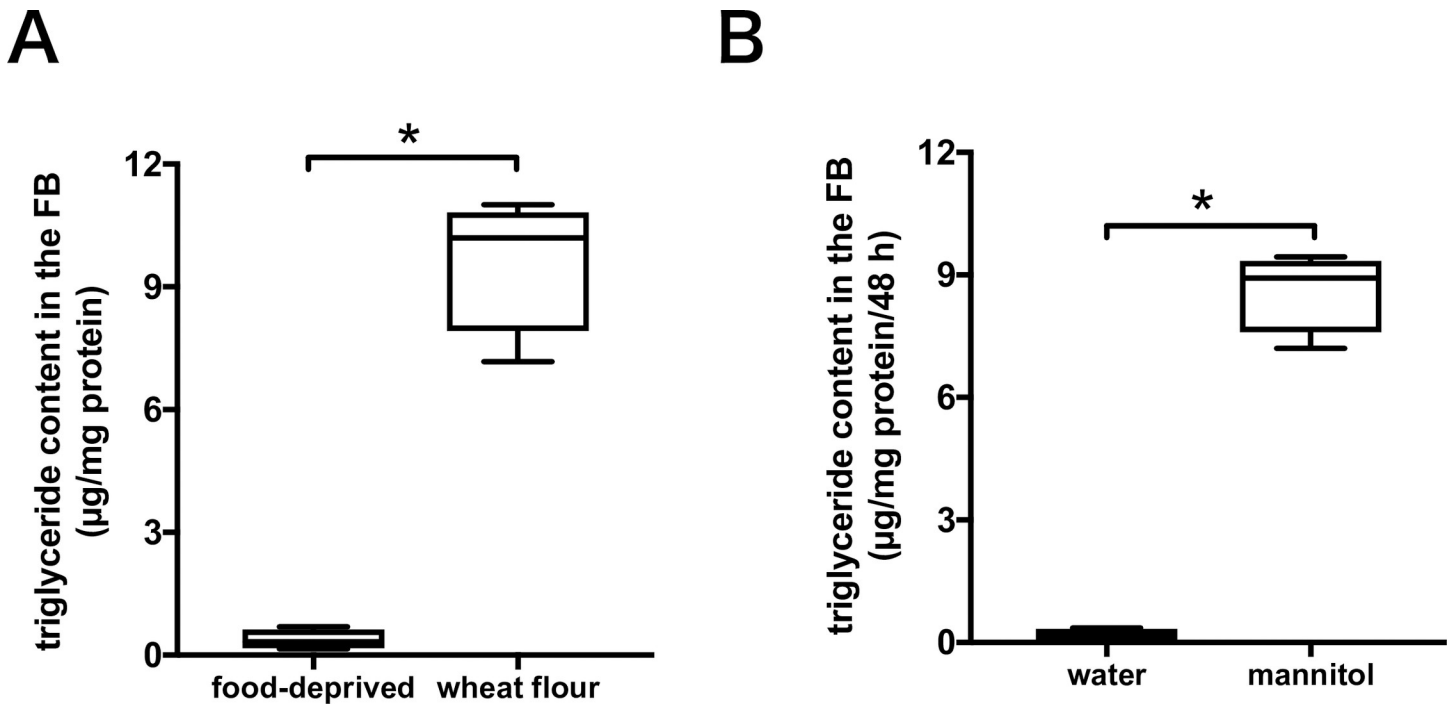 A
triglyceride content in the FB
(µg/mg protein)
12
9
6
3
0
*
food-deprived
wheat flour
B
triglyceride content in the FB
(µg/mg protein/48 h)
12
9
6
3
0
*
water
mannitol